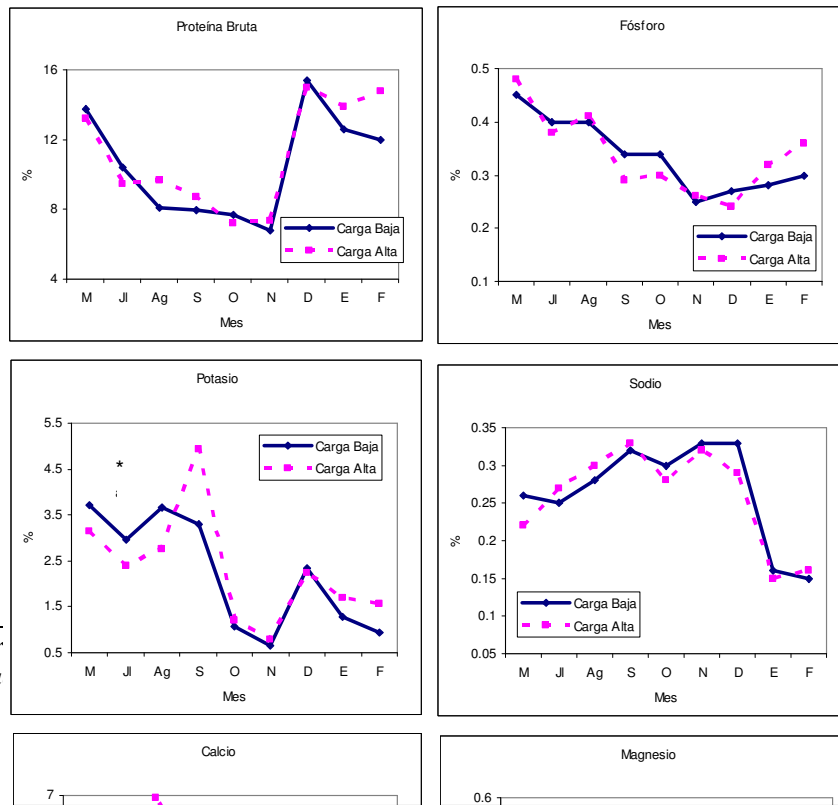 Proteína Bruta
16
12
8
4
%
M Jl Ag S O N D E F
Mes
Carga Baja
Carga Alta
Fósforo
0.5
0.4
0.3
0.2
0.1
%
M Jl Ag S O N D E F
Mes
Carga Baja
Carga Alta
Potasio
5.5
4.5
3.5
2.5
1.5
0.5
%
*
M Jl Ag S O N D E F
Mes
Carga Baja
Carga Alta
Sodio
0.35
0.3
0.25
0.2
0.15
0.1
0.05
%
M Jl Ag S O N D E F
Mes
Carga Baja
Carga Alta
Calcio
7
Magnesio
0.6